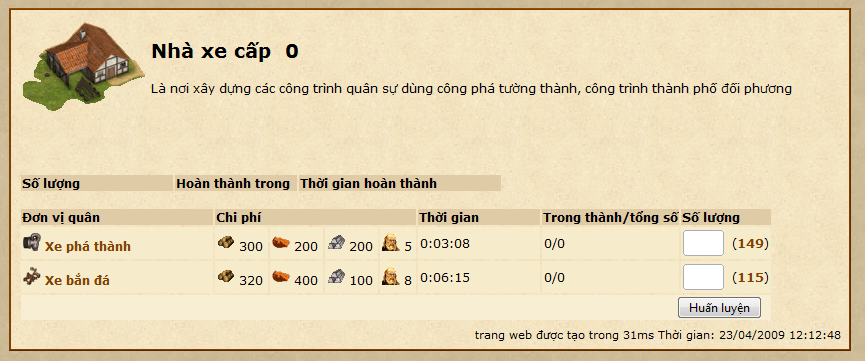 Nhà xe cấp 0
Là nơi xây dựng các công trình quân sự dùng công phá tường thành, công trình thành phố đối phương
Số lượng Hoàn thành trong Thời gian hoàn thành
Đơn vị quân Chi phí Thời gian Trong thành/tổng số Số lượng
Xe phá thành 300 200 200 5 0:03:08 0/0 (149)
Xe bắn đá 320 400 100 8 0:06:15 0/0 (115)
Huấn luyện
trang web được tạo trong 31ms Thời gian: 23/04/2009 12:12:48